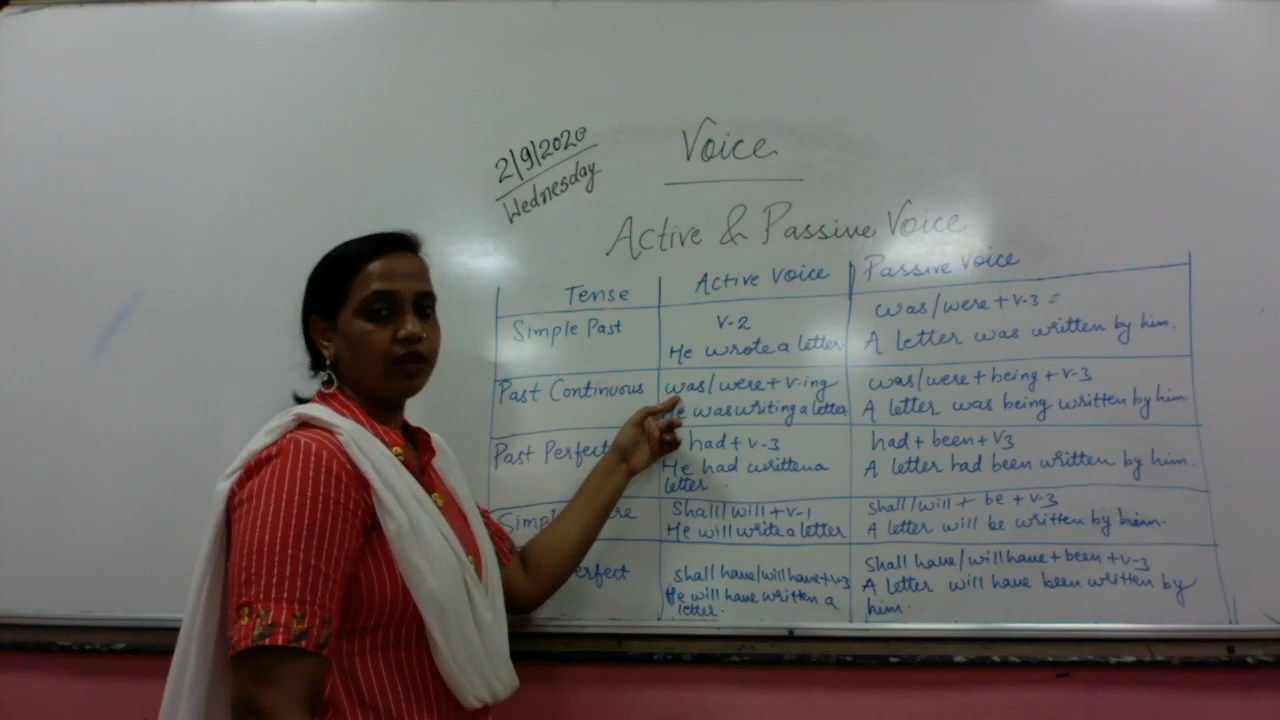 2/9/2020
Wednesday
Voice
Active & Passive Voice
Tense
Active Voice
Passive Voice
Simple Past
V-2
He wrote a letter.
was/were + V-3 =
A letter was written by him.
Past Continuous
was/were + V-ing
He was writing a letter
was/were + being + V-3
A letter was being written by him.
Past Perfect
had + V-3
He had written a
letter.
had + been + V3
A letter had been written by him.
Shall/will + V-1
He will write a letter
shall/will + be + V-3
A letter will be written by him.
shall have/will have + V-3
He will have written a
letter.
Shall have/will have + been + V-3
A letter will have been written by
him.